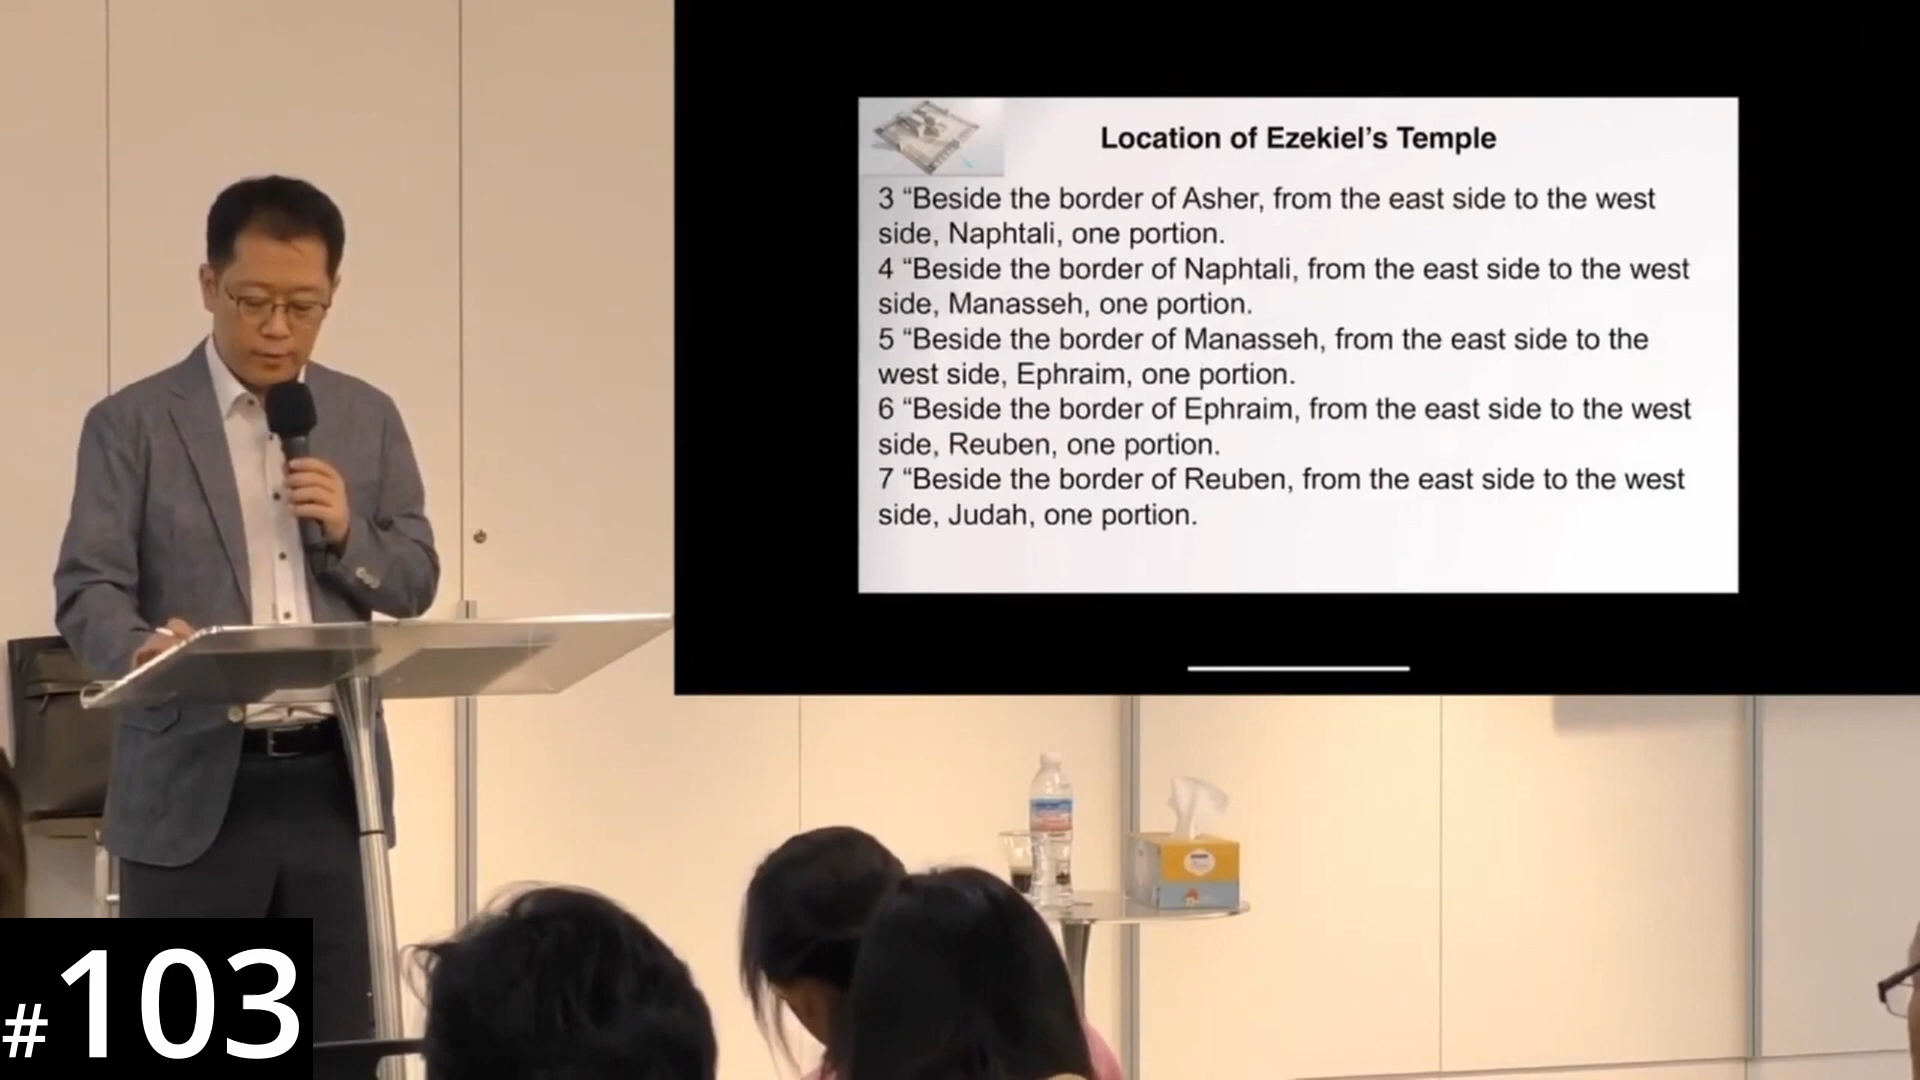 Location of Ezekiel’s Temple
3 “Beside the border of Asher, from the east side to the west
side, Naphtali, one portion.
4 “Beside the border of Naphtali, from the east side to the west
side, Manasseh, one portion.
5 “Beside the border of Manasseh, from the east side to the
west side, Ephraim, one portion.
6 “Beside the border of Ephraim, from the east side to the west
side, Reuben, one portion.
7 “Beside the border of Reuben, from the east side to the west
side, Judah, one portion.
#103